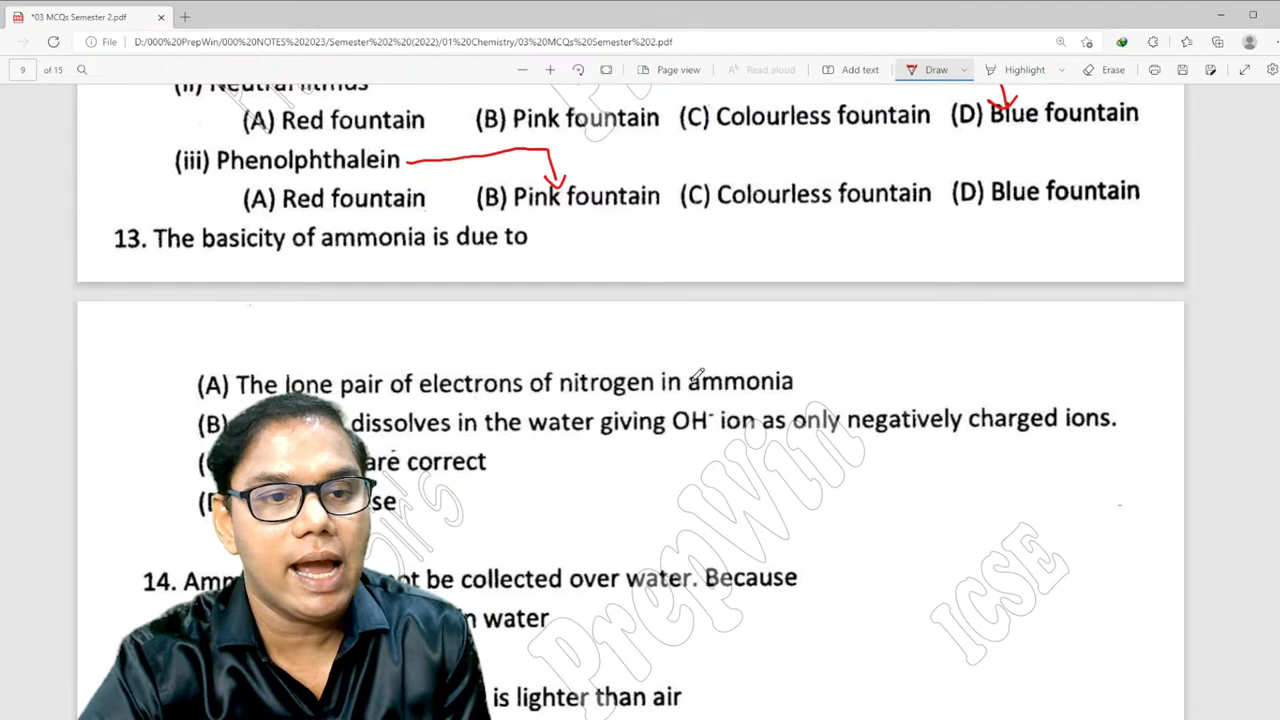 *03 MCQs Semester 2.pdf
File D:/000%20PrepWin/000%20NOTES%202023/Semester%202%20(2022)/01%20Chemistry/03%20MCQs%20Semester%202.pdf
9 of 15 Page view Read aloud Add text Draw Highlight Erase
(ii) Neutral litmus
(A) Red fountain (B) Pink fountain (C) Colourless fountain (D) Blue fountain
(iii) Phenolphthalein
(A) Red fountain (B) Pink fountain (C) Colourless fountain (D) Blue fountain
13. The basicity of ammonia is due to
(A) The lone pair of electrons of nitrogen in ammonia
(B) dissolves in the water giving OH- ion as only negatively charged ions.
are correct
14. not be collected over water. Because
water
is lighter than air
PrepWin
ICSE